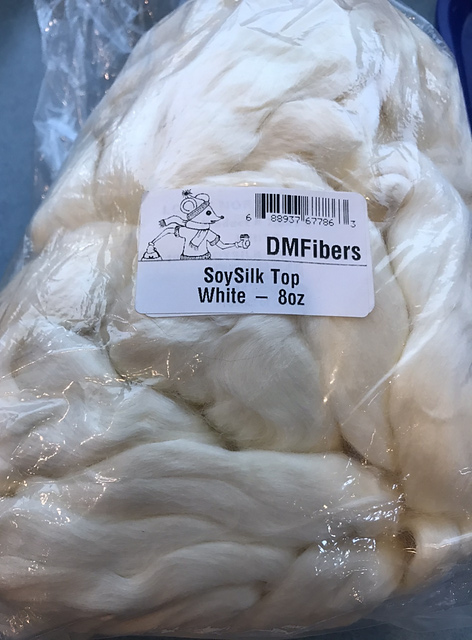 6 88937 67786 3
DMFibers
SoySilk Top
White – 8oz